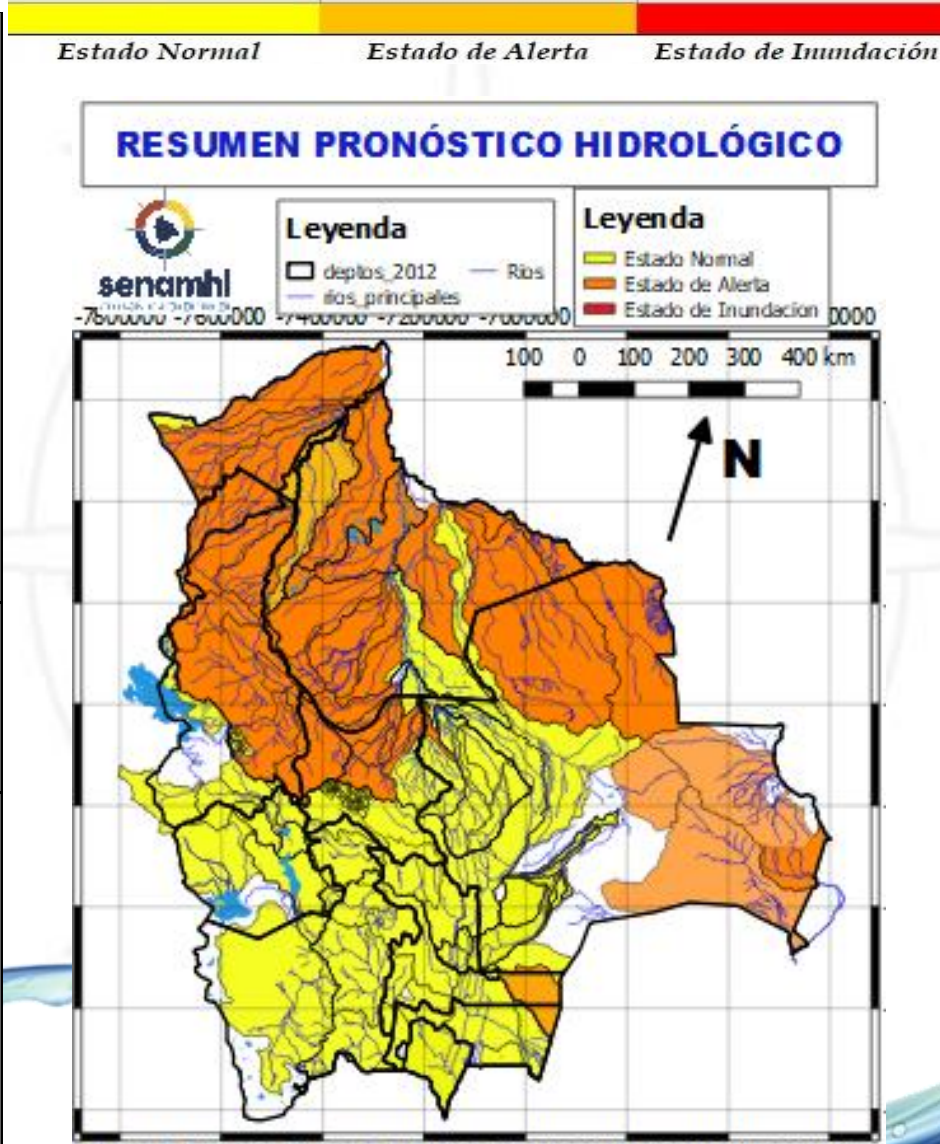 Estado Normal Estado de Alerta Estado de Inundación
RESUMEN PRONÓSTICO HIDROLÓGICO
senamhi
Leyenda
deptos_2012 Rios
rios_principales
Leyenda
Estado Normal
Estado de Alerta
Estado de Inundacion
-7600000 -7400000 -7200000 -7000000
100 0 100 200 300 400 km
N